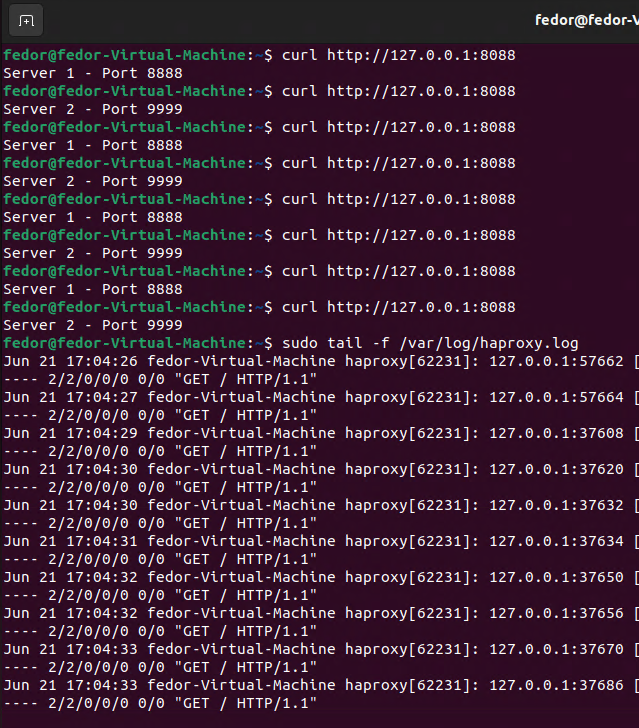 fedor@fedor-V
fedor@fedor-Virtual-Machine:~$ curl http://127.0.0.1:8088
Server 1 - Port 8888
fedor@fedor-Virtual-Machine:~$ curl http://127.0.0.1:8088
Server 2 - Port 9999
fedor@fedor-Virtual-Machine:~$ curl http://127.0.0.1:8088
Server 1 - Port 8888
fedor@fedor-Virtual-Machine:~$ curl http://127.0.0.1:8088
Server 2 - Port 9999
fedor@fedor-Virtual-Machine:~$ curl http://127.0.0.1:8088
Server 1 - Port 8888
fedor@fedor-Virtual-Machine:~$ curl http://127.0.0.1:8088
Server 2 - Port 9999
fedor@fedor-Virtual-Machine:~$ curl http://127.0.0.1:8088
Server 1 - Port 8888
fedor@fedor-Virtual-Machine:~$ curl http://127.0.0.1:8088
Server 2 - Port 9999
fedor@fedor-Virtual-Machine:~$ sudo tail -f /var/log/haproxy.log
Jun 21 17:04:26 fedor-Virtual-Machine haproxy[62231]: 127.0.0.1:57662 [
---- 2/2/0/0/0 0/0 "GET / HTTP/1.1"
Jun 21 17:04:27 fedor-Virtual-Machine haproxy[62231]: 127.0.0.1:57664 [
---- 2/2/0/0/0 0/0 "GET / HTTP/1.1"
Jun 21 17:04:29 fedor-Virtual-Machine haproxy[62231]: 127.0.0.1:37608 [
---- 2/2/0/0/0 0/0 "GET / HTTP/1.1"
Jun 21 17:04:30 fedor-Virtual-Machine haproxy[62231]: 127.0.0.1:37620 [
---- 2/2/0/0/0 0/0 "GET / HTTP/1.1"
Jun 21 17:04:30 fedor-Virtual-Machine haproxy[62231]: 127.0.0.1:37632 [
---- 2/2/0/0/0 0/0 "GET / HTTP/1.1"
Jun 21 17:04:31 fedor-Virtual-Machine haproxy[62231]: 127.0.0.1:37634 [
---- 2/2/0/0/0 0/0 "GET / HTTP/1.1"
Jun 21 17:04:32 fedor-Virtual-Machine haproxy[62231]: 127.0.0.1:37650 [
---- 2/2/0/0/0 0/0 "GET / HTTP/1.1"
Jun 21 17:04:32 fedor-Virtual-Machine haproxy[62231]: 127.0.0.1:37656 [
---- 2/2/0/0/0 0/0 "GET / HTTP/1.1"
Jun 21 17:04:33 fedor-Virtual-Machine haproxy[62231]: 127.0.0.1:37670 [
---- 2/2/0/0/0 0/0 "GET / HTTP/1.1"
Jun 21 17:04:33 fedor-Virtual-Machine haproxy[62231]: 127.0.0.1:37686 [
---- 2/2/0/0/0 0/0 "GET / HTTP/1.1"